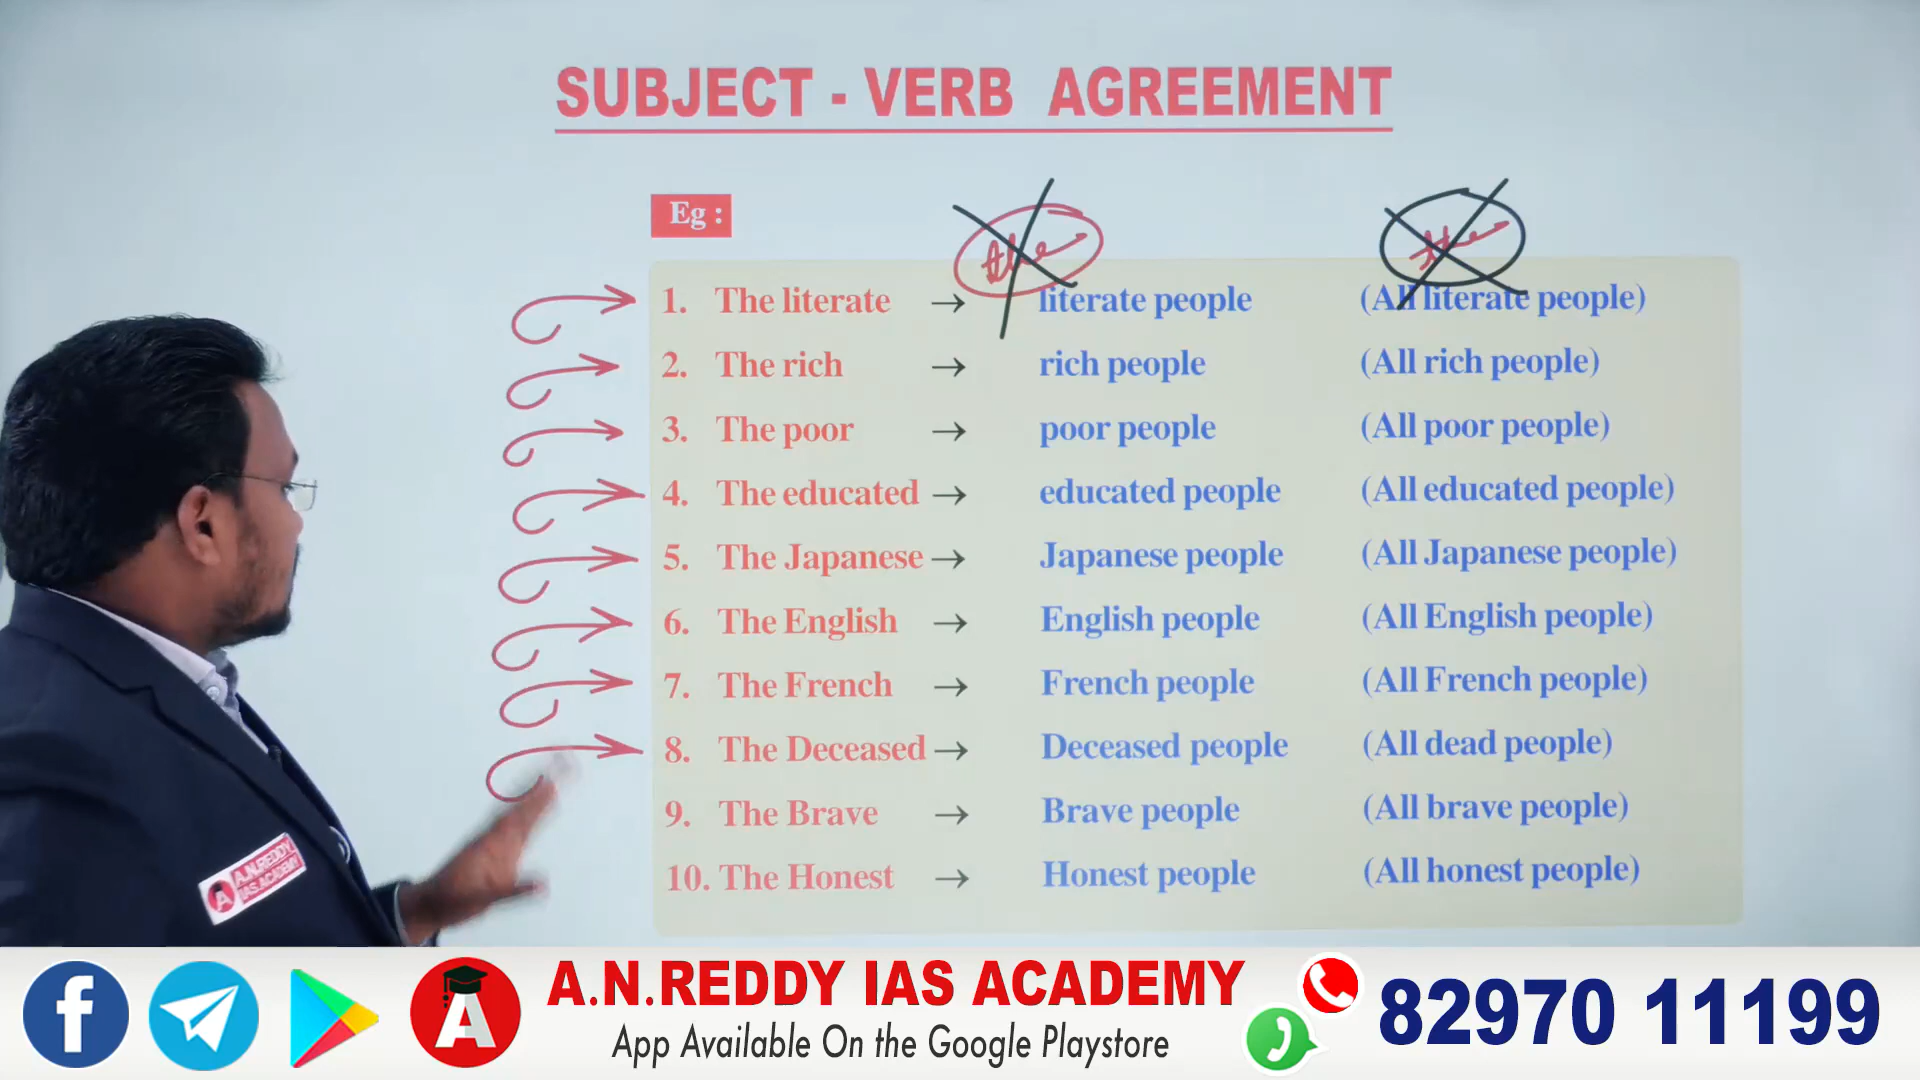 SUBJECT - VERB AGREEMENT
Eg :
the the
1. The literate → literate people (All literate people)
2. The rich → rich people (All rich people)
3. The poor → poor people (All poor people)
4. The educated → educated people (All educated people)
5. The Japanese → Japanese people (All Japanese people)
6. The English → English people (All English people)
7. The French → French people (All French people)
8. The Deceased → Deceased people (All dead people)
9. The Brave → Brave people (All brave people)
10. The Honest → Honest people (All honest people)
A.N.REDDY
IAS ACADEMY
A.N.REDDY IAS ACADEMY
App Available On the Google Playstore
82970 11199